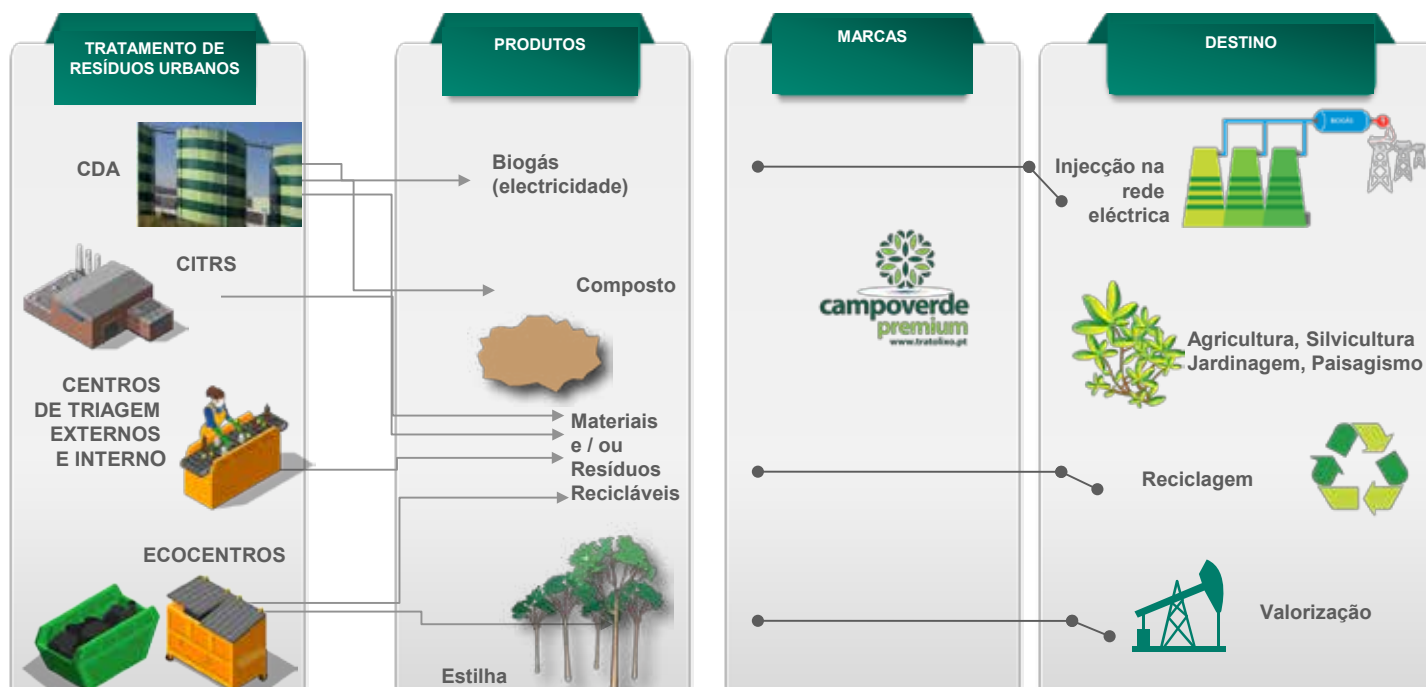 TRATAMENTO DE
RESÍDUOS URBANOS
PRODUTOS
MARCAS
DESTINO
CDA
CITRS
CENTROS
DE TRIAGEM
EXTERNOS
E INTERNO
ECOCENTROS
Biogás
(electricidade)
Composto
Materiais
e / ou
Resíduos
Recicláveis
Estilha
campoverde
premium
www.tratolixo.pt
BIOGÁS
Injecção na
rede
eléctrica
Agricultura, Silvicultura
Jardinagem, Paisagismo
Reciclagem
Valorização